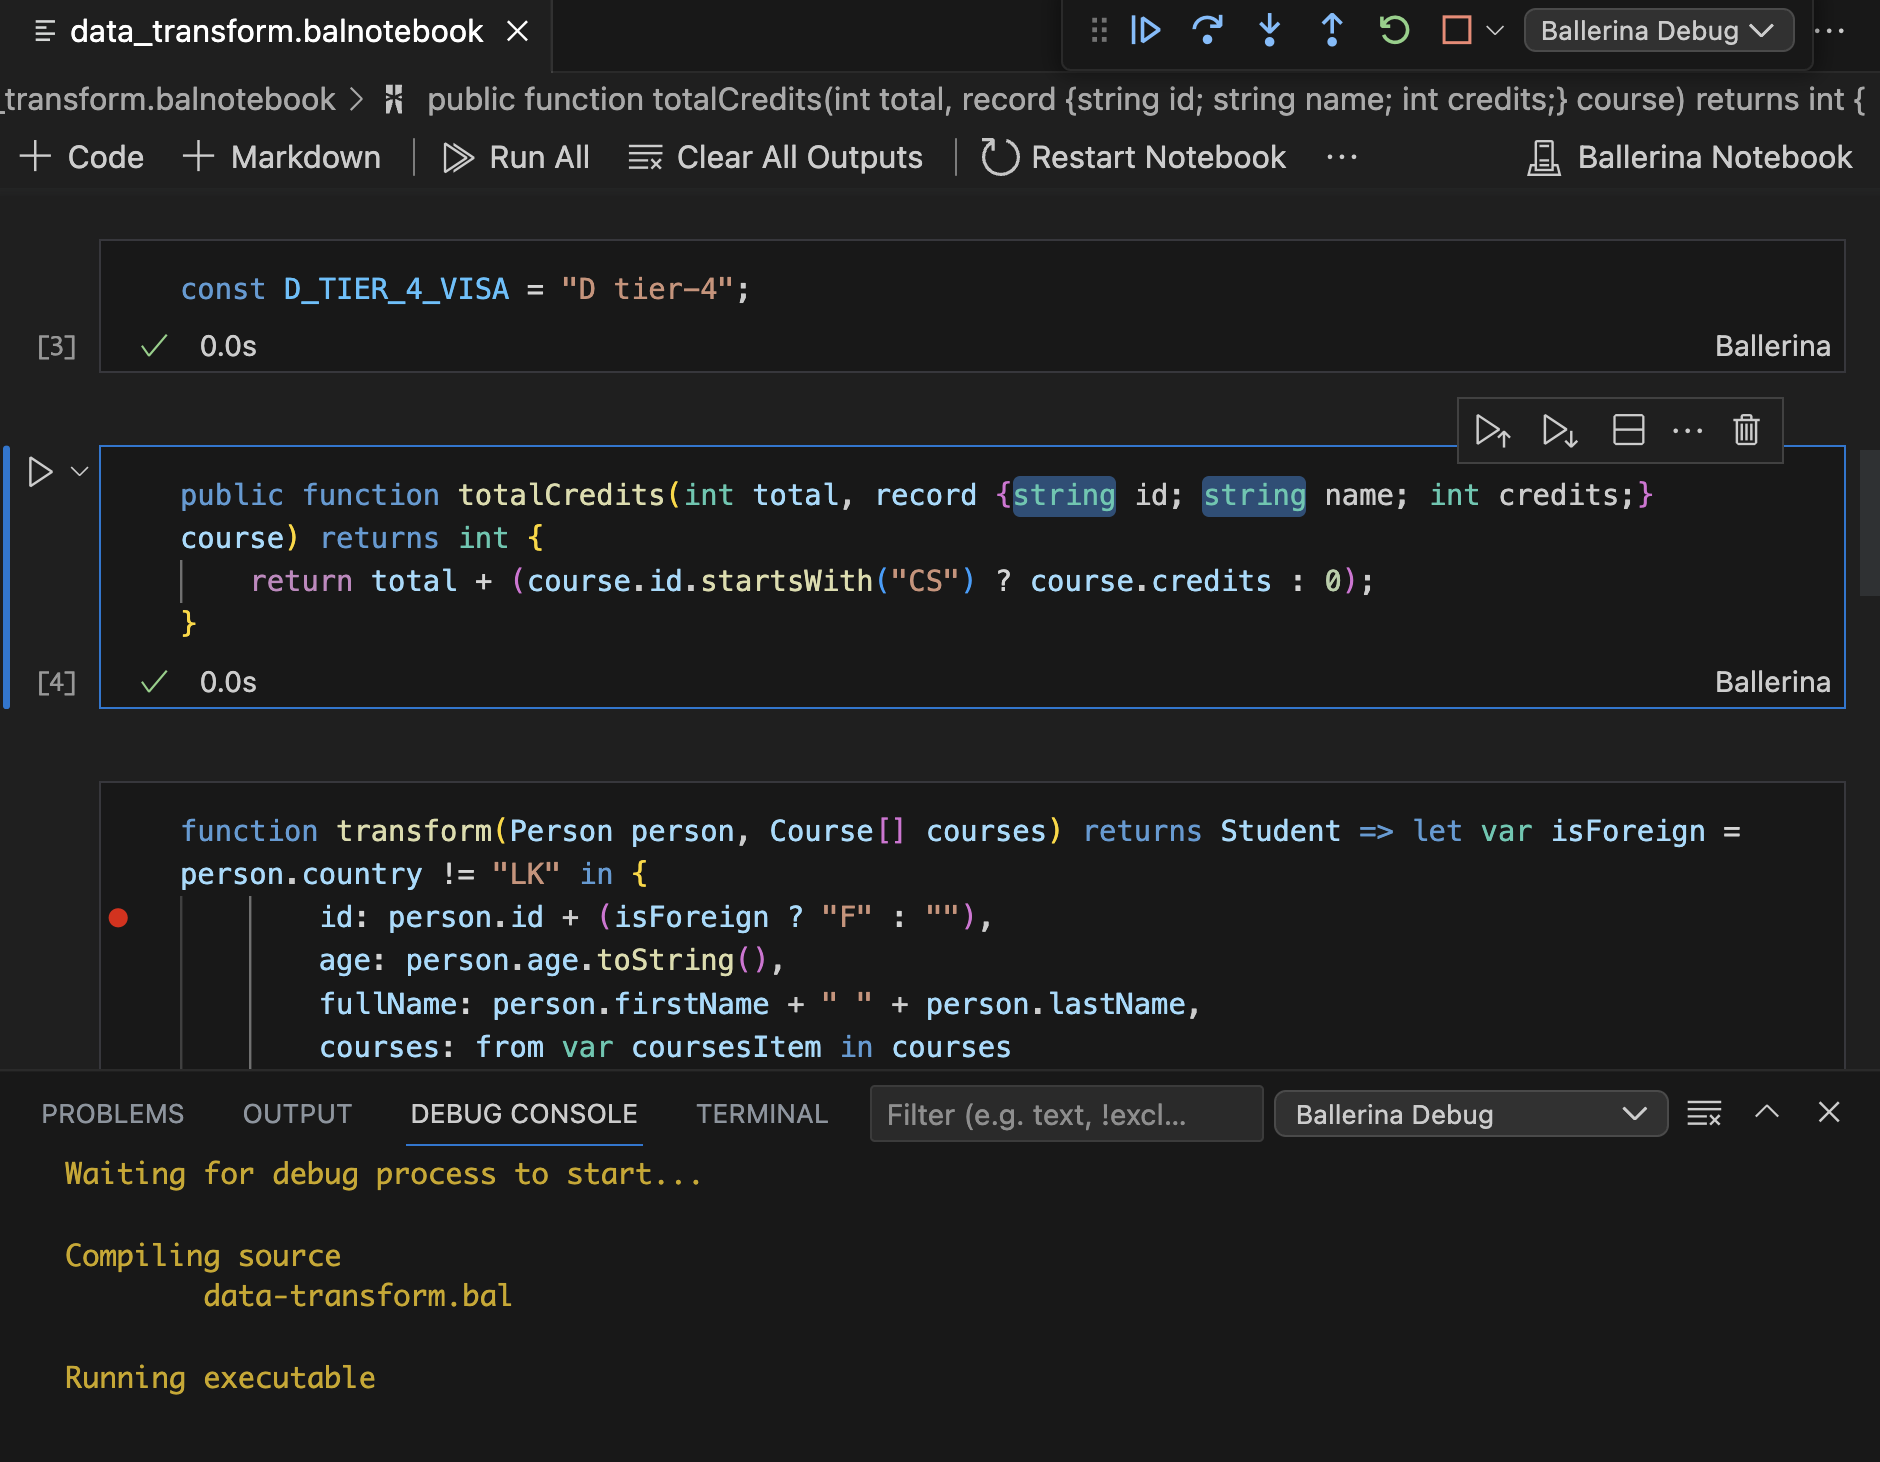 data_transform.balnotebook
Ballerina Debug
_transform.balnotebook > public function totalCredits(int total, record {string id; string name; int credits;} course) returns int {
+ Code + Markdown Run All Clear All Outputs Restart Notebook ... Ballerina Notebook
const D_TIER_4_VISA = "D tier-4";
[3] 0.0s Ballerina
public function totalCredits(int total, record {string id; string name; int credits;}
course) returns int {
return total + (course.id.startsWith("CS") ? course.credits : 0);
}
[4] 0.0s Ballerina
function transform(Person person, Course[] courses) returns Student => let var isForeign =
person.country != "LK" in {
id: person.id + (isForeign ? "F" : ""),
age: person.age.toString(),
fullName: person.firstName + " " + person.lastName,
courses: from var coursesItem in courses
PROBLEMS OUTPUT DEBUG CONSOLE TERMINAL Filter (e.g. text, !excl... Ballerina Debug
Waiting for debug process to start...
Compiling source
data-transform.bal
Running executable